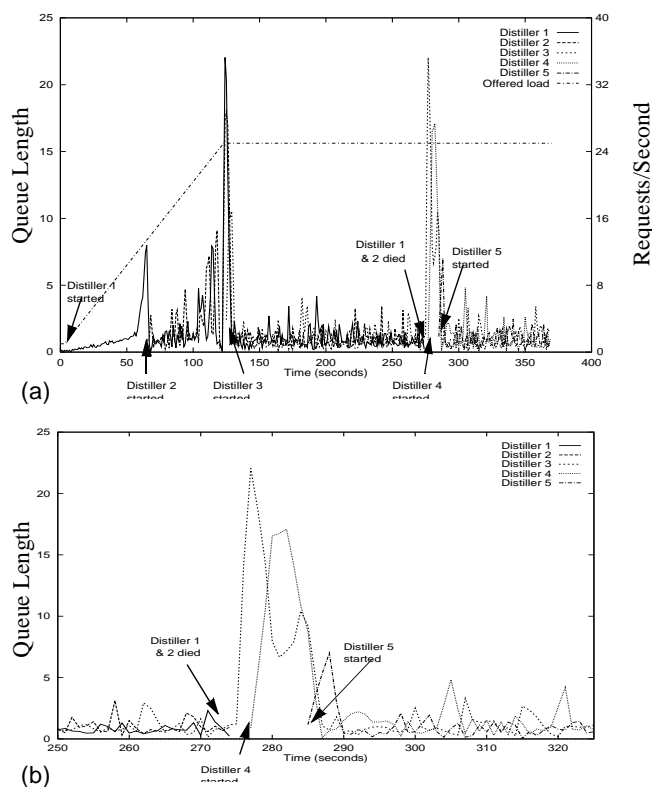 25
20
15
10
5
0
Queue Length
40
32
24
16
8
0
Requests/Second
Distiller 1
Distiller 2
Distiller 3
Distiller 4
Distiller 5
Offered load
Distiller 1
started
Distiller 1
& 2 died
Distiller 5
started
0 50 100 150 200 250 300 350 400
Time (seconds)
Distiller 2
started
Distiller 3
started
Distiller 4
started
(a)
25
20
15
10
5
0
Queue Length
Distiller 1
Distiller 2
Distiller 3
Distiller 4
Distiller 5
Distiller 1
& 2 died
Distiller 5
started
250 260 270 280 290 300 310 320
Time (seconds)
Distiller 4
started
(b)